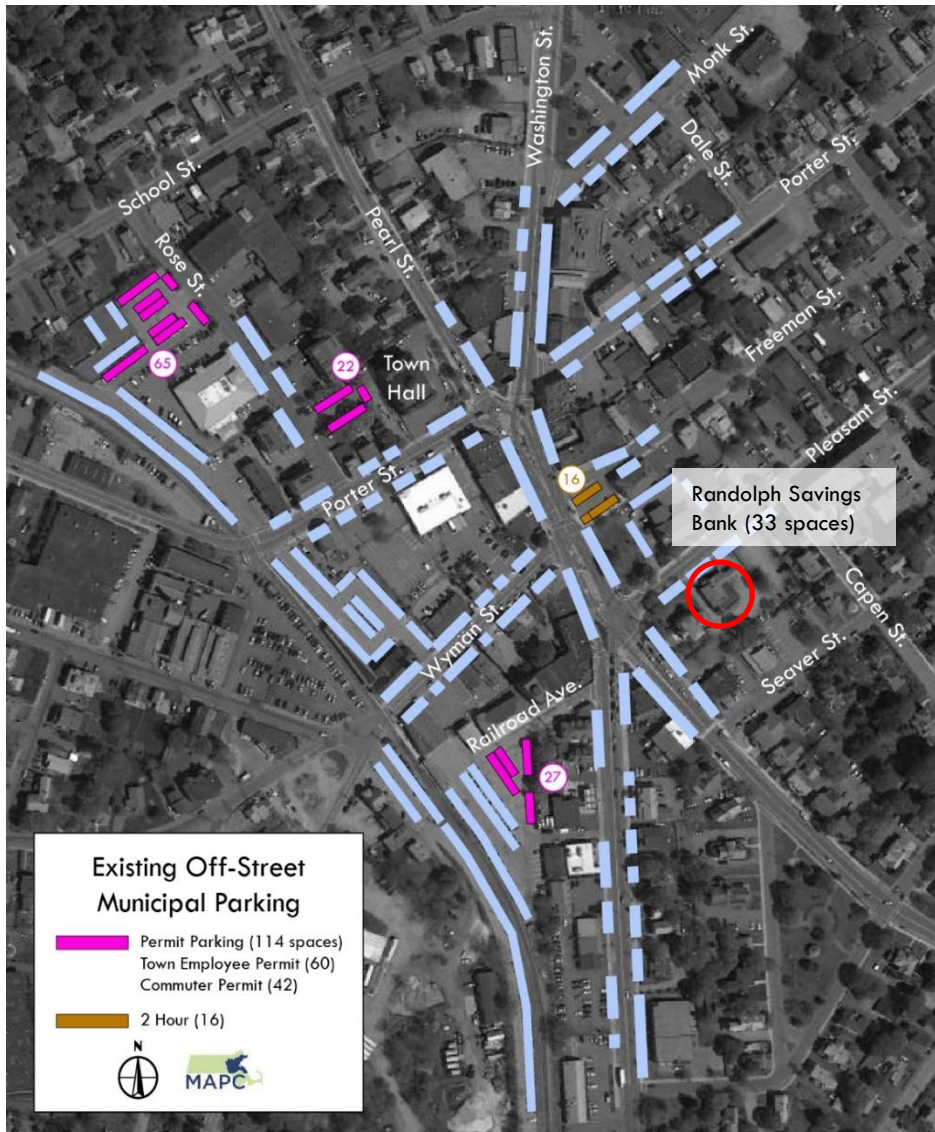 Washington St.
Monk St.
Dale St.
Porter St.
School St.
Pearl St.
Rose St.
Freeman St.
65
22
Town
Hall
Pleasant St.
16
Porter St.
Randolph Savings
Bank (33 spaces)
Capen St.
Wyman St.
Seaver St.
Railroad Ave.
27
Existing Off-Street
Municipal Parking
Permit Parking (114 spaces)
Town Employee Permit (60)
Commuter Permit (42)
2 Hour (16)
N
MAPC